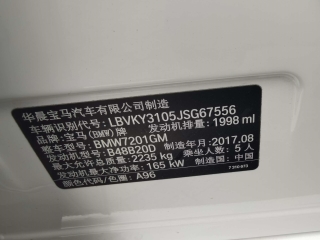 华晨宝马汽车有限公司制造
车辆识别代号: LBVKY3105JSG67556
品牌: 宝马(BMW)牌 发动机排量: 1998 ml
整车型号: BMW7201GM
发动机型号: B48B20D 制造年月: 2017.08
最大允许总质量: 2235 kg 乘坐人数: 5 人
发动机最大净功率: 165 kW 制造国: 中国
颜色代码/色漆: A96